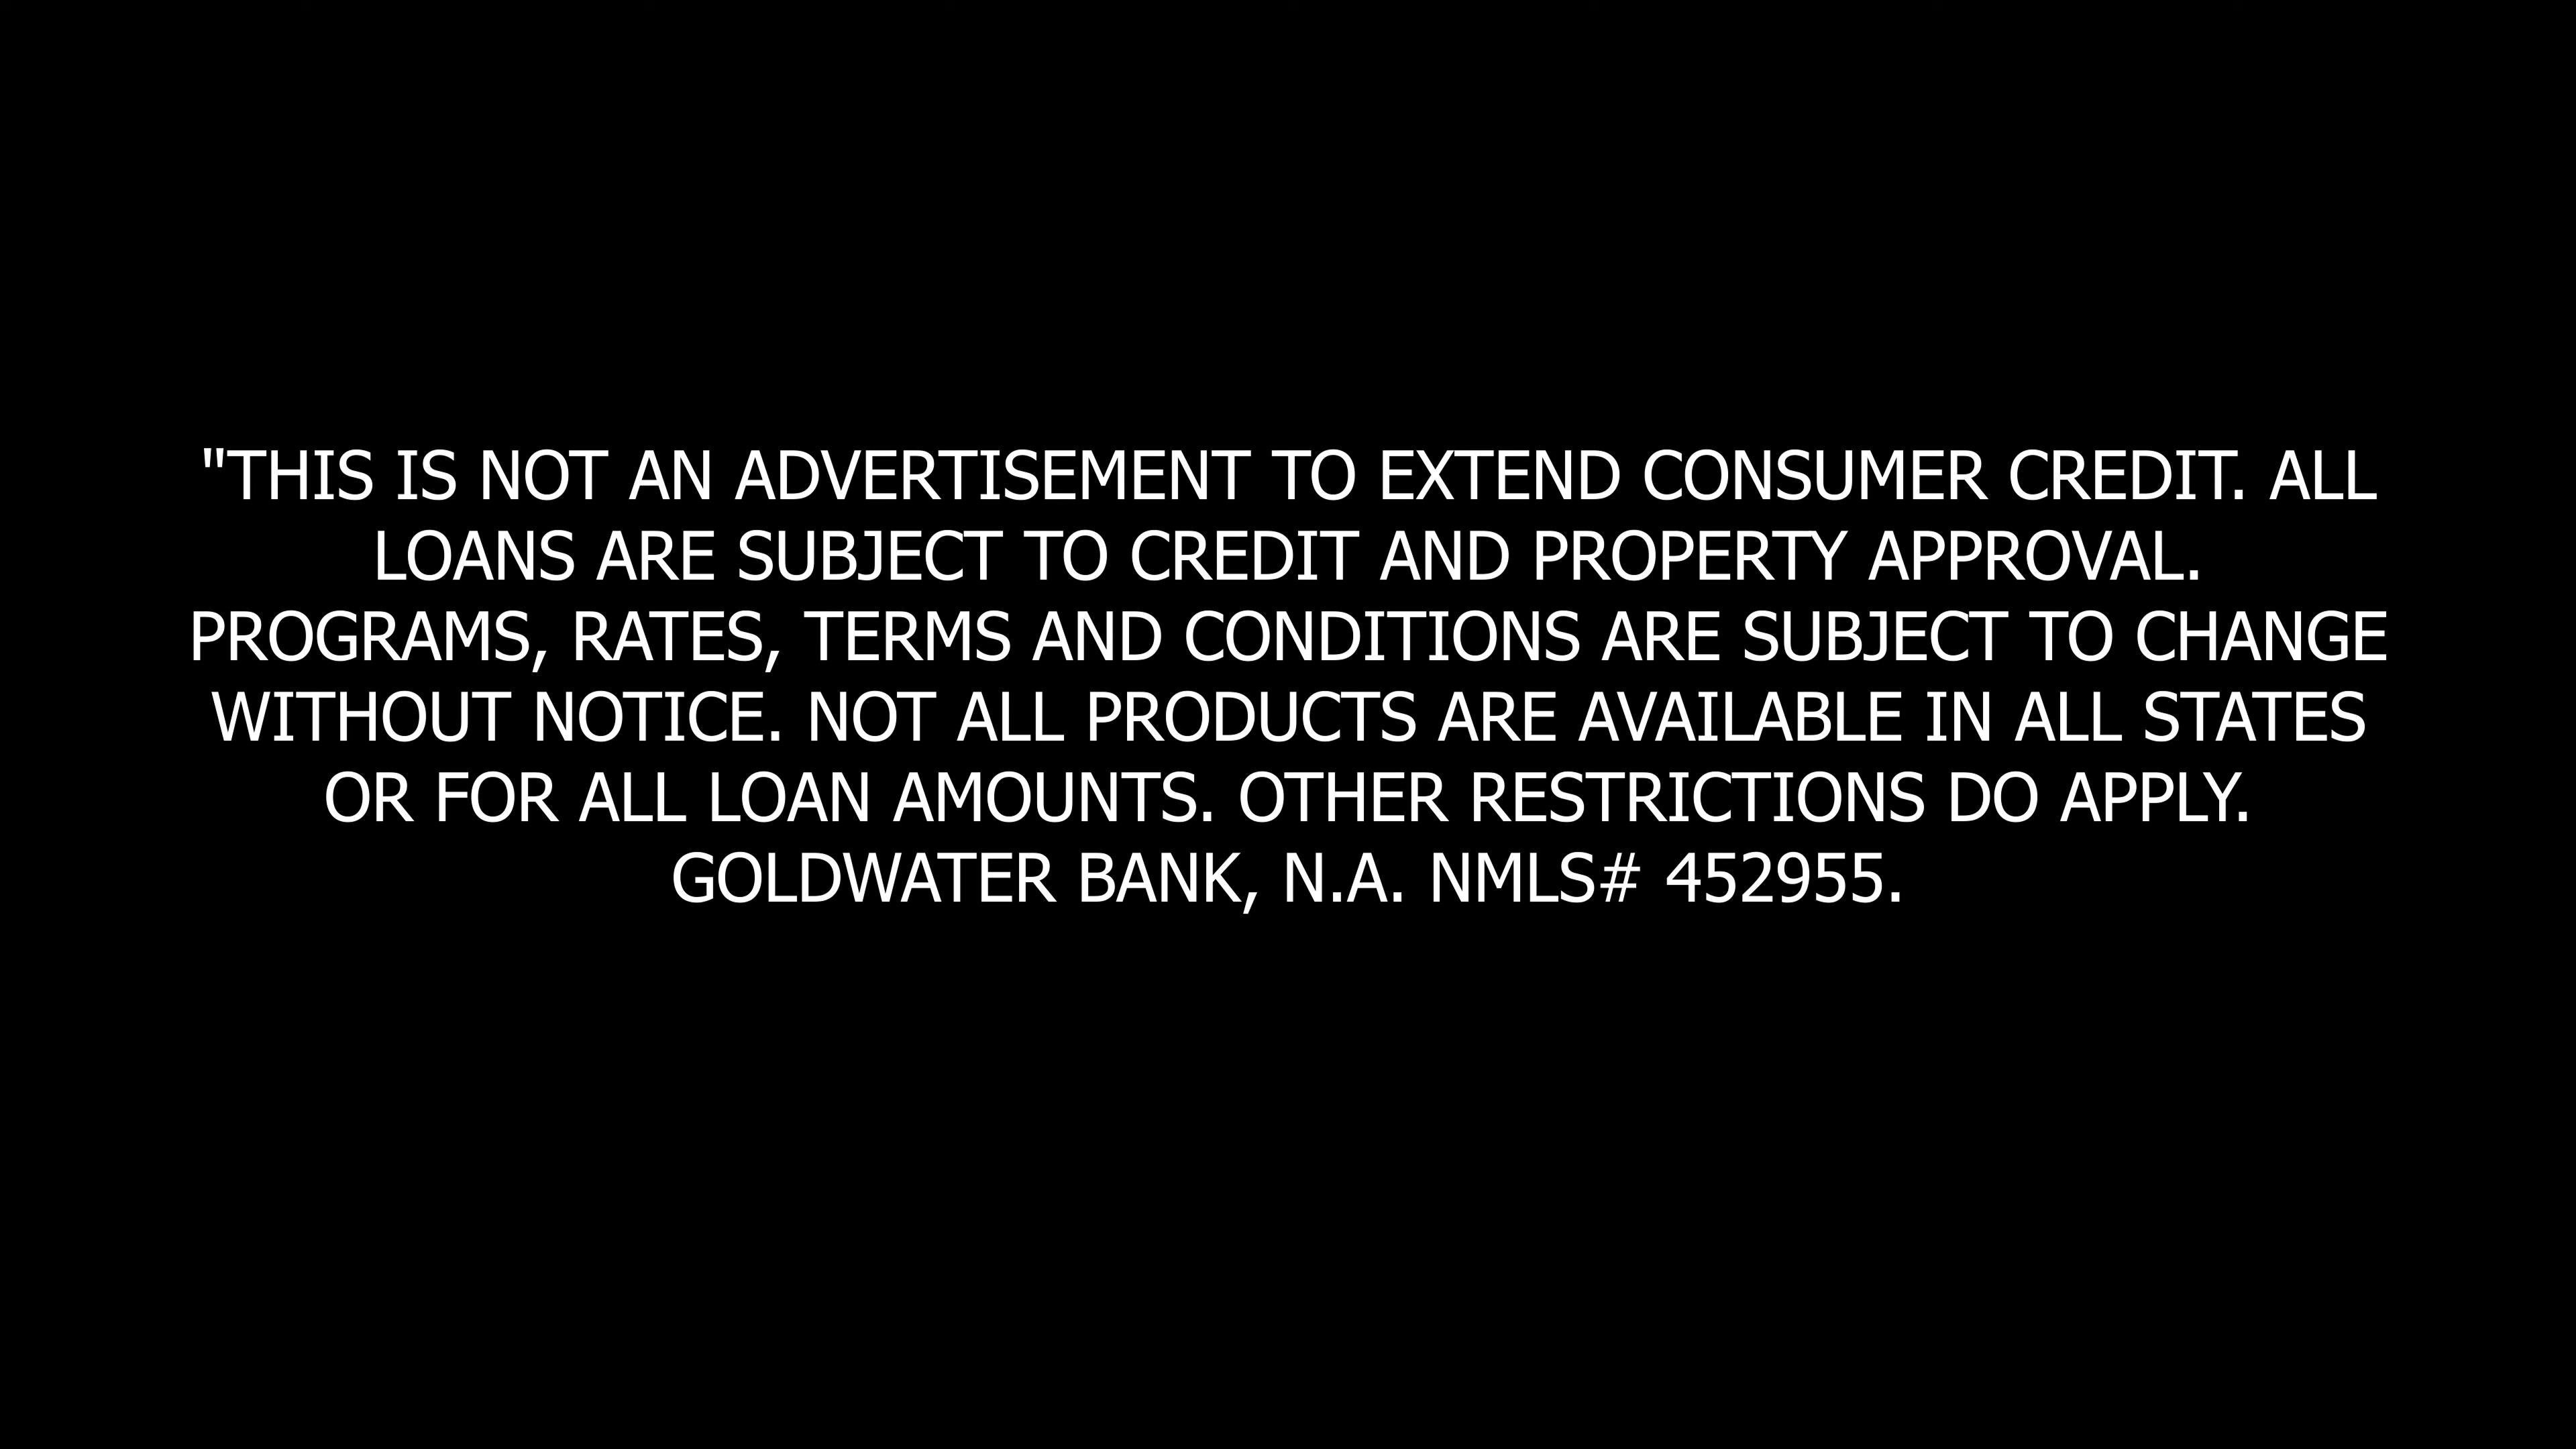 "THIS IS NOT AN ADVERTISEMENT TO EXTEND CONSUMER CREDIT. ALL
LOANS ARE SUBJECT TO CREDIT AND PROPERTY APPROVAL.
PROGRAMS, RATES, TERMS AND CONDITIONS ARE SUBJECT TO CHANGE
WITHOUT NOTICE. NOT ALL PRODUCTS ARE AVAILABLE IN ALL STATES
OR FOR ALL LOAN AMOUNTS. OTHER RESTRICTIONS DO APPLY.
GOLDWATER BANK, N.A. NMLS# 452955.